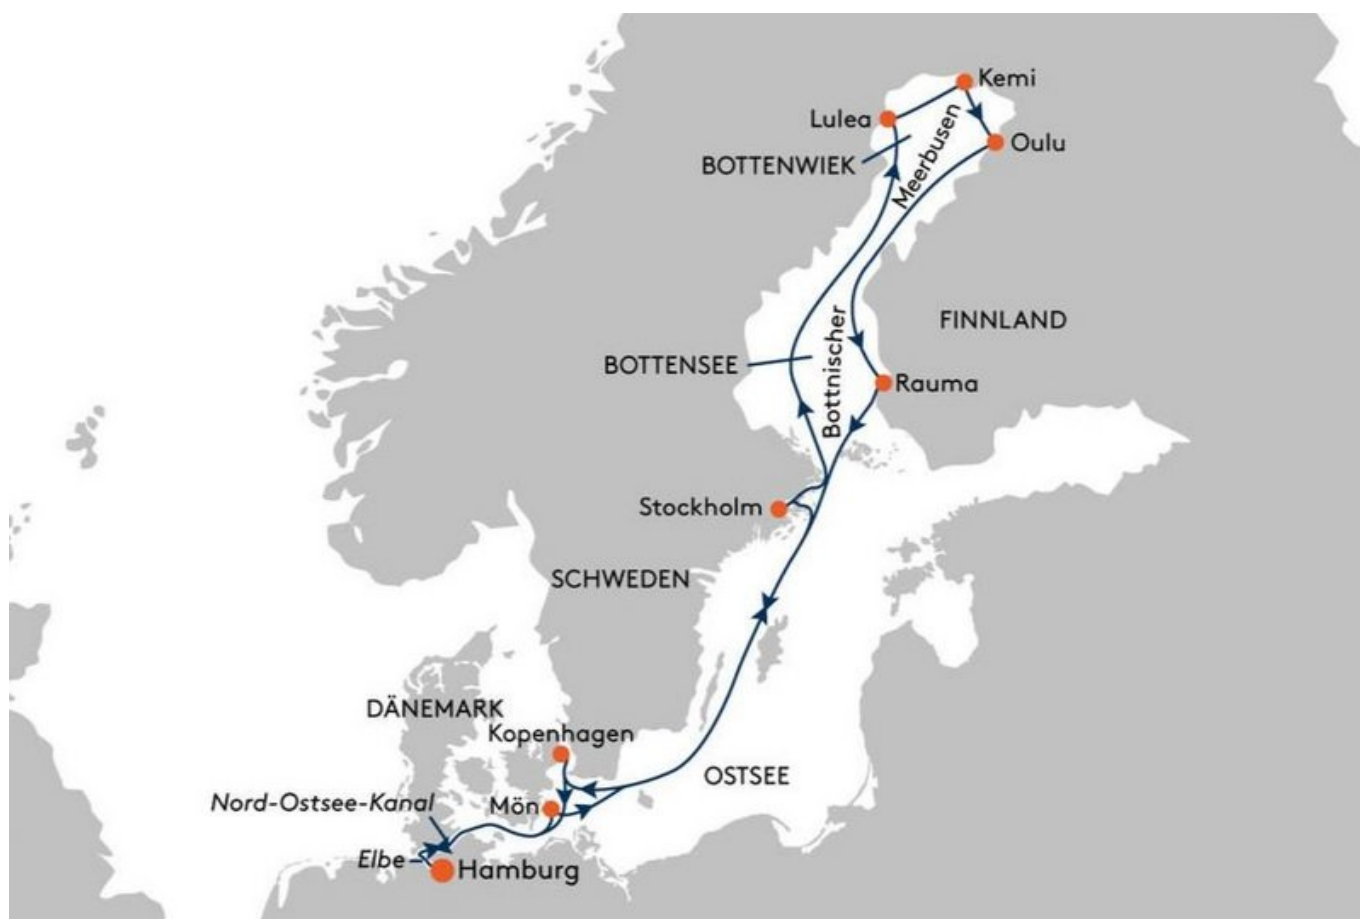 Kemi
Lulea
Oulu
BOTTENWIEK
Meerbusen
FINNLAND
BOTTENSEE
Bottnischer
Rauma
Stockholm
SCHWEDEN
DÄNEMARK
Kopenhagen
OSTSEE
Nord-Ostsee-Kanal
Mön
Elbe
Hamburg